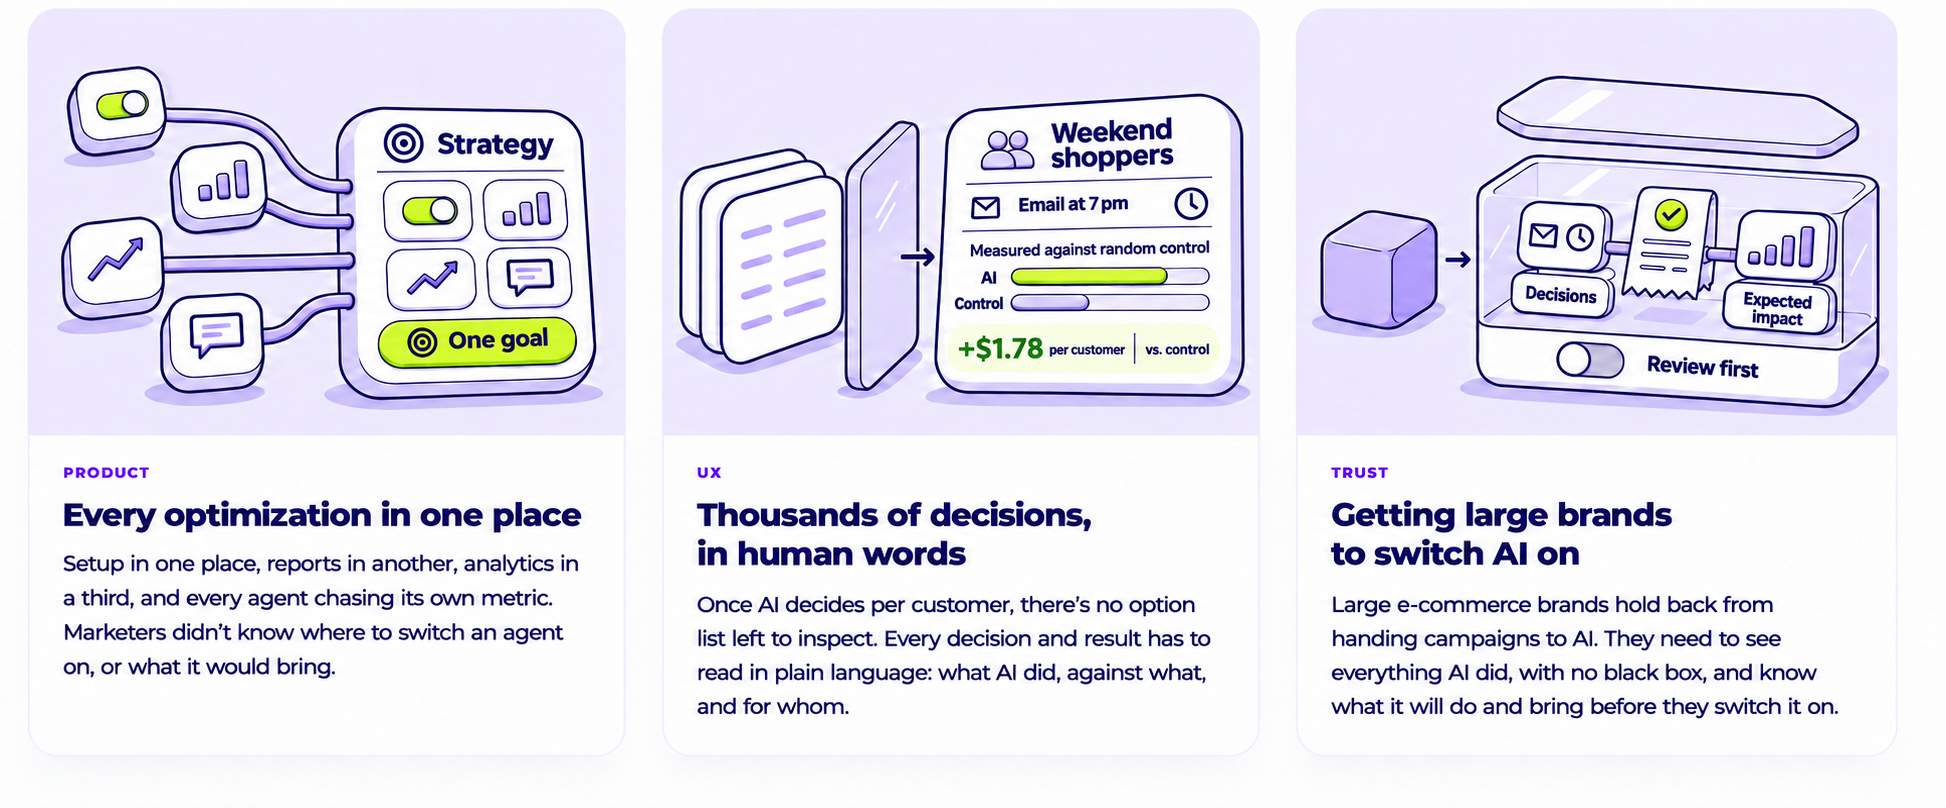 Strategy
One goal
PRODUCT
Every optimization in one place
Setup in one place, reports in another, analytics in
a third, and every agent chasing its own metric.
Marketers didn’t know where to switch an agent
on, or what it would bring.
Weekend
shoppers
Email at 7 pm
Measured against random control
AI
Control
+$1.78 per customer | vs. control
UX
Thousands of decisions,
in human words
Once AI decides per customer, there’s no option
list left to inspect. Every decision and result has to
read in plain language: what AI did, against what,
and for whom.
Decisions
Expected
impact
Review first
TRUST
Getting large brands
to switch AI on
Large e-commerce brands hold back from
handing campaigns to AI. They need to see
everything AI did, with no black box, and know
what it will do and bring before they switch it on.